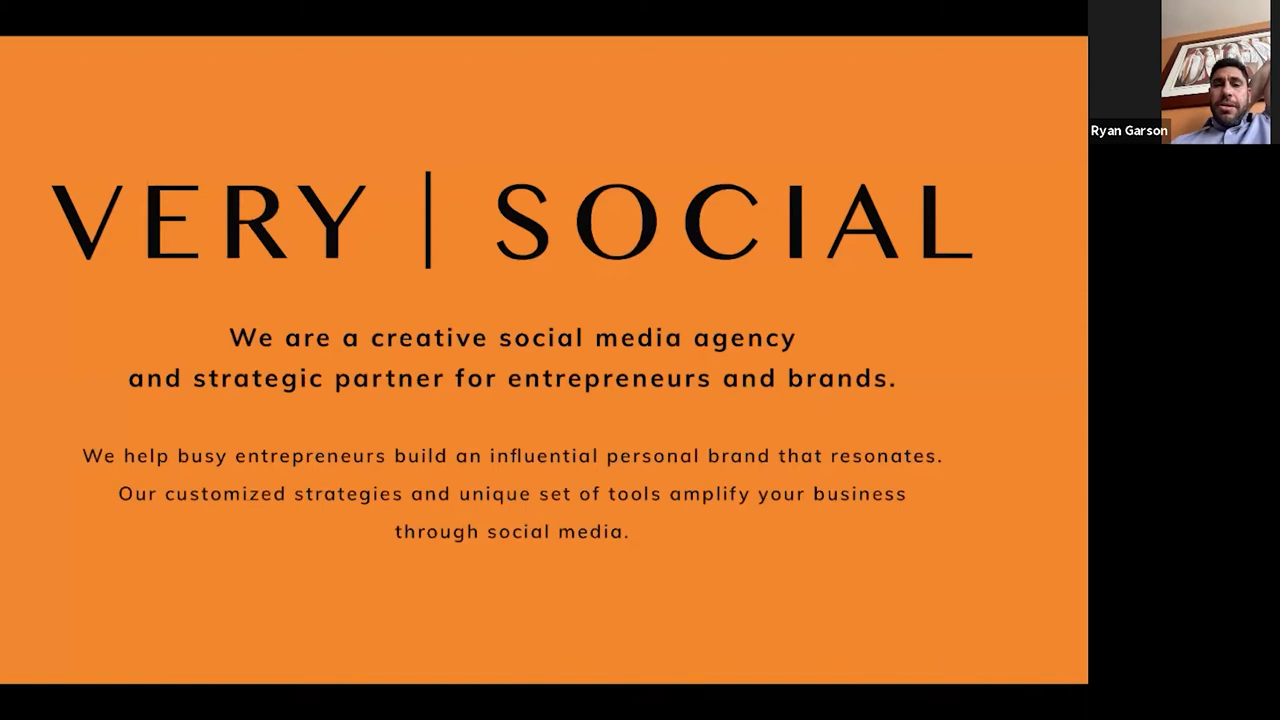 VERY | SOCIAL
We are a creative social media agency
and strategic partner for entrepreneurs and brands.
We help busy entrepreneurs build an influential personal brand that resonates.
Our customized strategies and unique set of tools amplify your business
through social media.
Ryan Garson